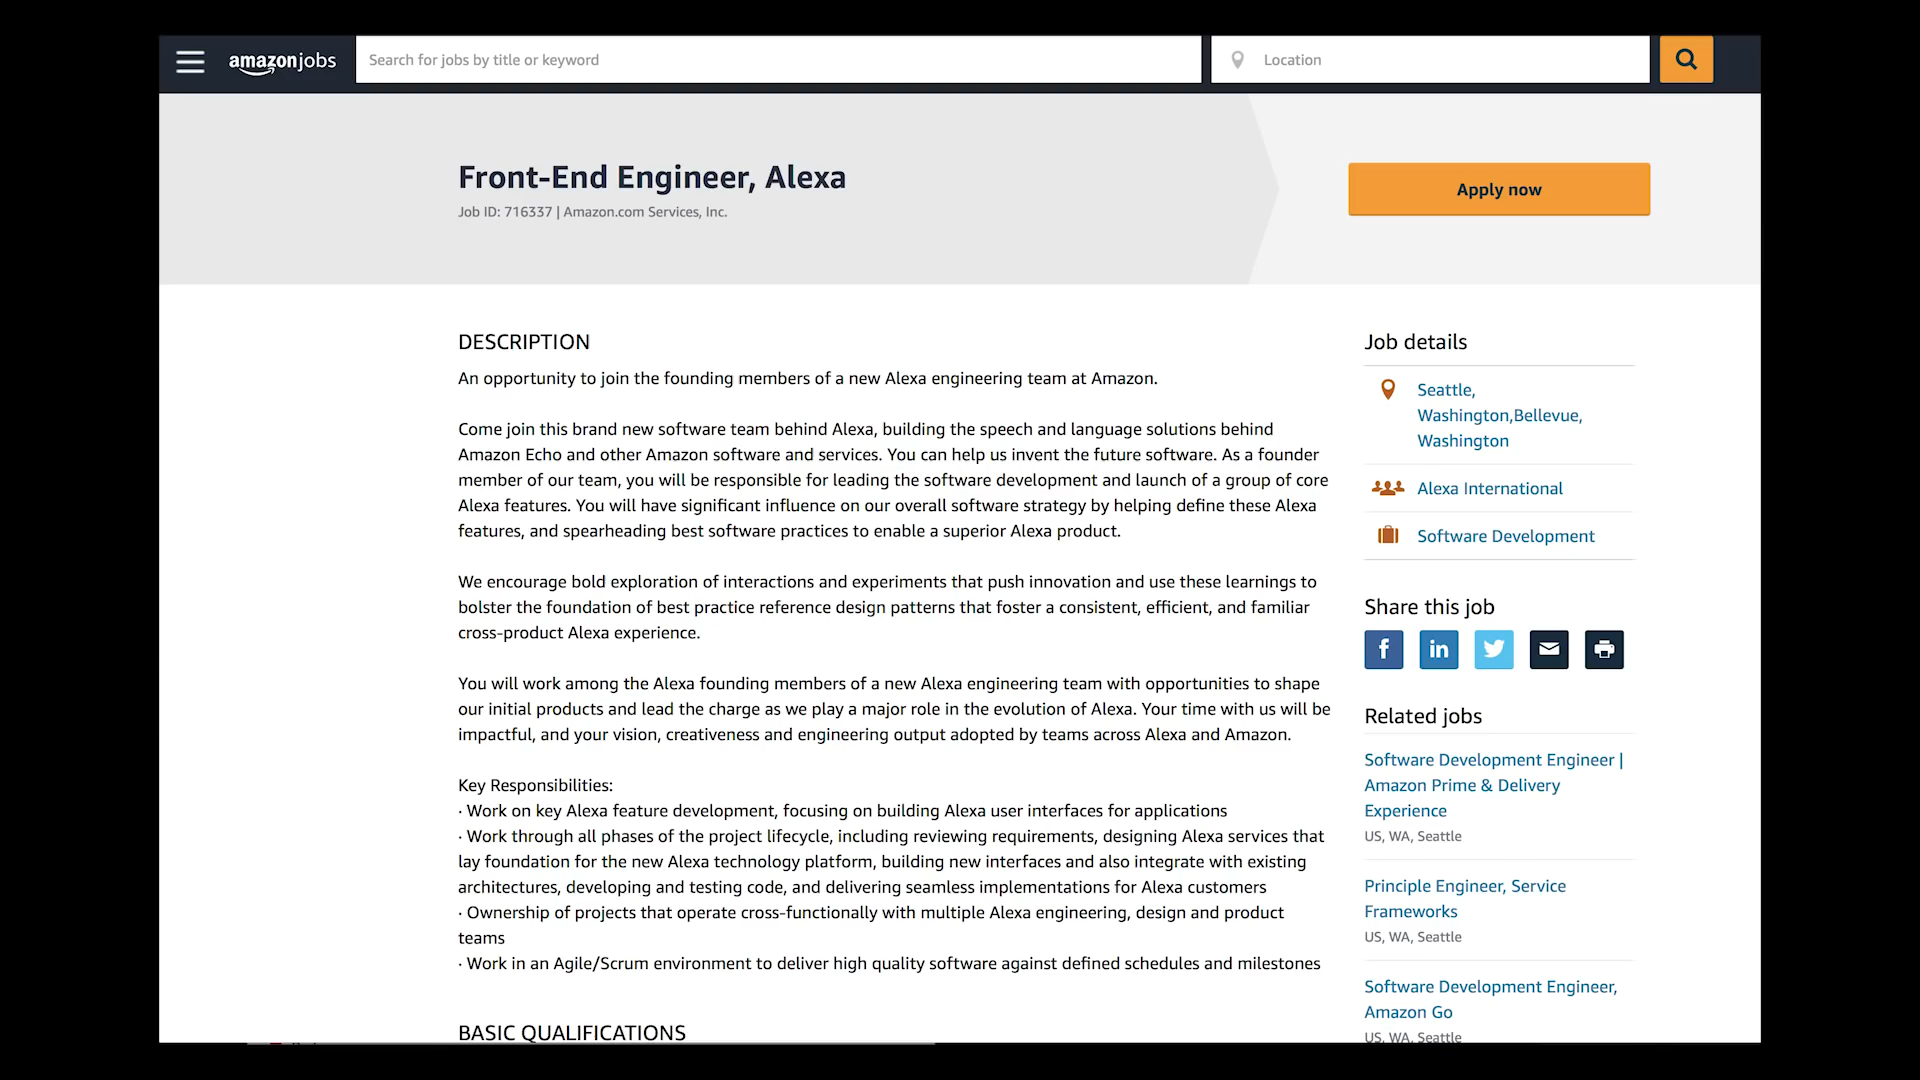 amazonjobs
Search for jobs by title or keyword
Location
Front-End Engineer, Alexa
Job ID: 716337 | Amazon.com Services, Inc.
Apply now
DESCRIPTION
An opportunity to join the founding members of a new Alexa engineering team at Amazon.
Come join this brand new software team behind Alexa, building the speech and language solutions behind
Amazon Echo and other Amazon software and services. You can help us invent the future software. As a founder
member of our team, you will be responsible for leading the software development and launch of a group of core
Alexa features. You will have significant influence on our overall software strategy by helping define these Alexa
features, and spearheading best software practices to enable a superior Alexa product.
We encourage bold exploration of interactions and experiments that push innovation and use these learnings to
bolster the foundation of best practice reference design patterns that foster a consistent, efficient, and familiar
cross-product Alexa experience.
You will work among the Alexa founding members of a new Alexa engineering team with opportunities to shape
our initial products and lead the charge as we play a major role in the evolution of Alexa. Your time with us will be
impactful, and your vision, creativeness and engineering output adopted by teams across Alexa and Amazon.
Key Responsibilities:
· Work on key Alexa feature development, focusing on building Alexa user interfaces for applications
· Work through all phases of the project lifecycle, including reviewing requirements, designing Alexa services that
lay foundation for the new Alexa technology platform, building new interfaces and also integrate with existing
architectures, developing and testing code, and delivering seamless implementations for Alexa customers
· Ownership of projects that operate cross-functionally with multiple Alexa engineering, design and product
teams
· Work in an Agile/Scrum environment to deliver high quality software against defined schedules and milestones
BASIC QUALIFICATIONS
Job details
Seattle,
Washington,Bellevue,
Washington
Alexa International
Software Development
Share this job
Related jobs
Software Development Engineer |
Amazon Prime & Delivery
Experience
US, WA, Seattle
Principle Engineer, Service
Frameworks
US, WA, Seattle
Software Development Engineer,
Amazon Go
US, WA, Seattle